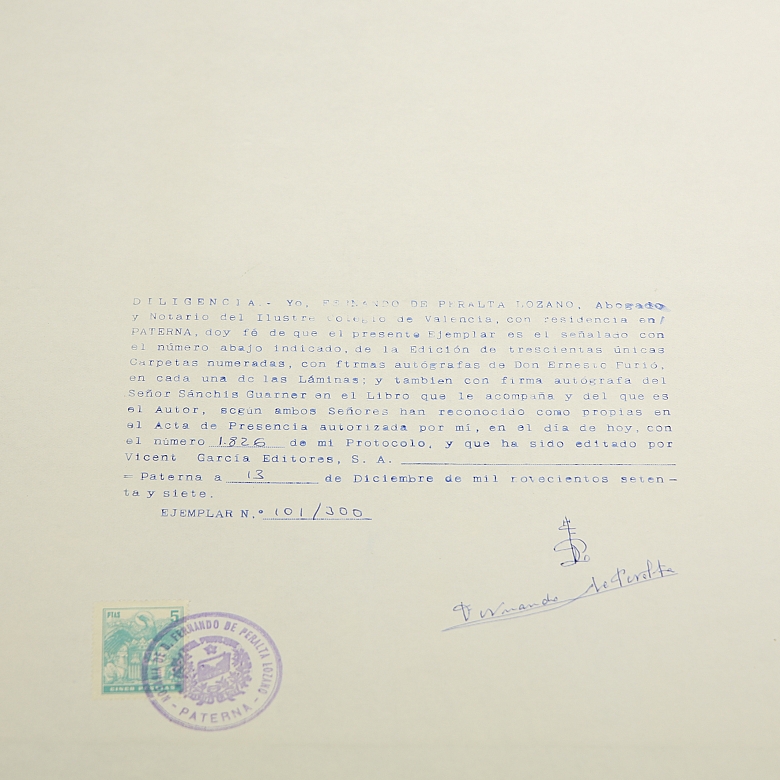 DILIGENCIA.- Yo, FERNANDO DE PERALTA LOZANO, Abogado
y Notario del Ilustre Colegio de Valencia, con residencia en/
PATERNA, doy fé de que el presente Ejemplar es el señalado con
el número abajo indicado, de la Edición de trescientas únicas
Carpetas numeradas, con firmas autógrafas de Don Ernesto Furió,
en cada una de las Láminas; y tambien con firma autógrafa del
Señor Sánchis Guarner en el Libro que le acompaña y del que es
el Autor, segun ambos Señores han reconocido como propias en
el Acta de Presencia autorizada por mí, en el día de hoy, con
el número 1.826 de mi Protocolo, y que ha sido editado por
Vicent García Editores, S. A.
= Paterna a 13 de Diciembre de mil novecientos seten-
ta y siete.
EJEMPLAR N.º 101/300
Fernando de Peralta
PTAS 5
CINCO PESETAS
NOTARIA DE D. FERNANDO DE PERALTA LOZANO
- PATERNA -